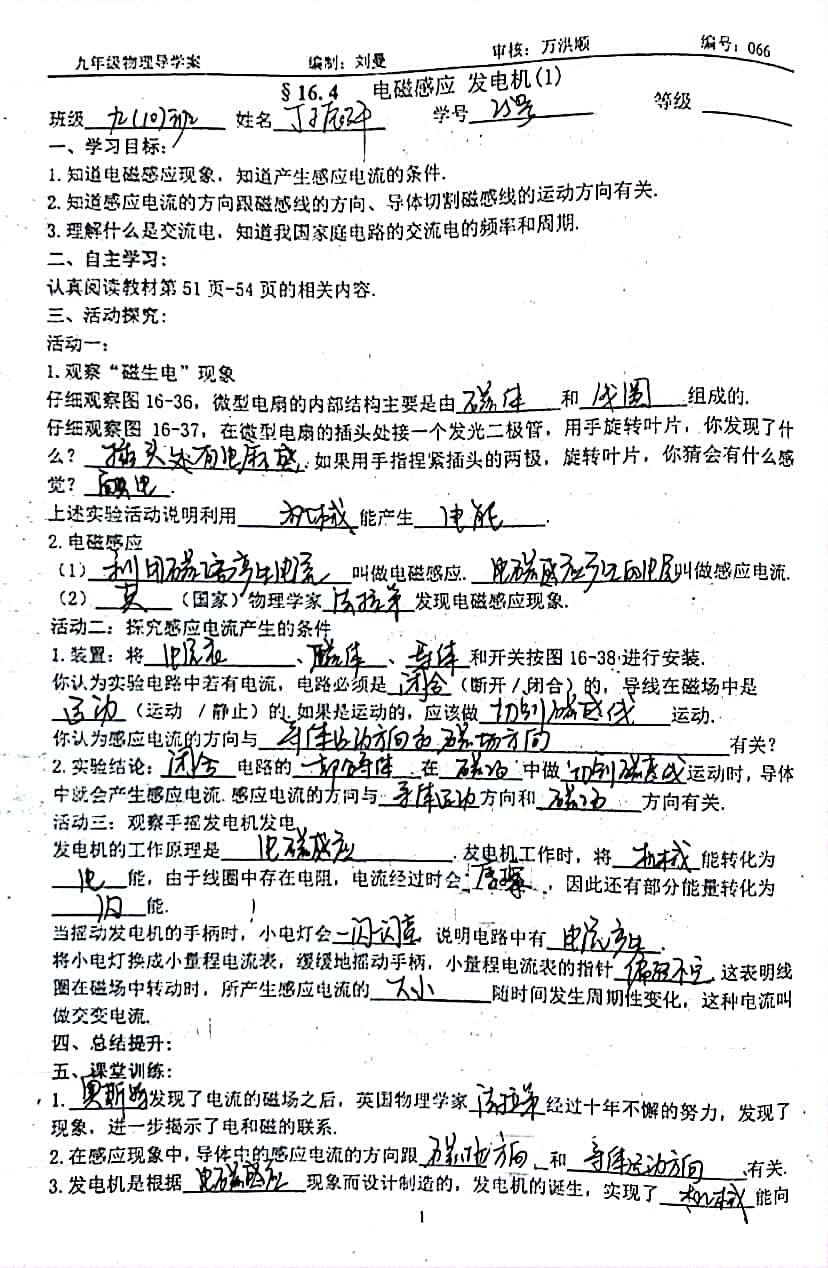 九年级物理导学案 编制：刘曼 审核：万洪顺 编号：066
§16.4 电磁感应 发电机(1)
班级 九(10)班 姓名 学号 号 等级
一、学习目标：
1.知道电磁感应现象，知道产生感应电流的条件.
2.知道感应电流的方向跟磁感线的方向、导体切割磁感线的运动方向有关.
3.理解什么是交流电，知道我国家庭电路的交流电的频率和周期.
二、自主学习：
认真阅读教材第51页-54页的相关内容.
三、活动探究：
活动一：
1.观察“磁生电”现象
仔细观察图16-36，微型电扇的内部结构主要是由 磁体 和 线圈 组成的.
仔细观察图16-37，在微型电扇的插头处接一个发光二极管，用手旋转叶片，你发现了什
么？ 插头处有电麻感.如果用手指捏紧插头的两极，旋转叶片，你猜会有什么感
觉？ 触电.
上述实验活动说明利用 机械 能产生 电能.
2.电磁感应
（1）利用磁场产生电流 叫做电磁感应. 电磁感应产生的电流叫做感应电流.
（2）英 （国家）物理学家 法拉第 发现电磁感应现象.
活动二：探究感应电流产生的条件
1.装置：将 电流表、磁体、导体 和开关按图16-38进行安装.
你认为实验电路中若有电流，电路必须是 闭合（断开/闭合）的，导线在磁场中是
运动（运动 /静止）的.如果是运动的，应该做 切割磁感线 运动.
你认为感应电流的方向与 导体运动方向和磁场方向 有关？
2.实验结论：闭合 电路的 一部分导体 在 磁场 中做 切割磁感线运动时，导体
中就会产生感应电流.感应电流的方向与 导体运动 方向和 磁场 方向有关.
活动三：观察手摇发电机发电
发电机的工作原理是 电磁感应.发电机工作时，将 机械 能转化为
电 能，由于线圈中存在电阻，电流经过时会 ，因此还有部分能量转化为
内 能.
当摇动发电机的手柄时，小电灯会一闪闪亮 说明电路中有 电流产生.
将小电灯换成小量程电流表，缓缓地摇动手柄，小量程电流表的指针 偏转不定 这表明线
圈在磁场中转动时，所产生感应电流的 大小 随时间发生周期性变化，这种电流叫
做交变电流.
四、总结提升：
五、课堂训练：
1. 奥斯特发现了电流的磁场之后，英国物理学家 法拉第 经过十年不懈的努力，发现了
现象，进一步揭示了电和磁的联系.
2.在感应现象中，导体中的感应电流的方向跟 磁场方向 和 导体运动方向 有关.
3.发电机是根据 电磁感应 现象而设计制造的，发电机的诞生，实现了 机械 能向
1